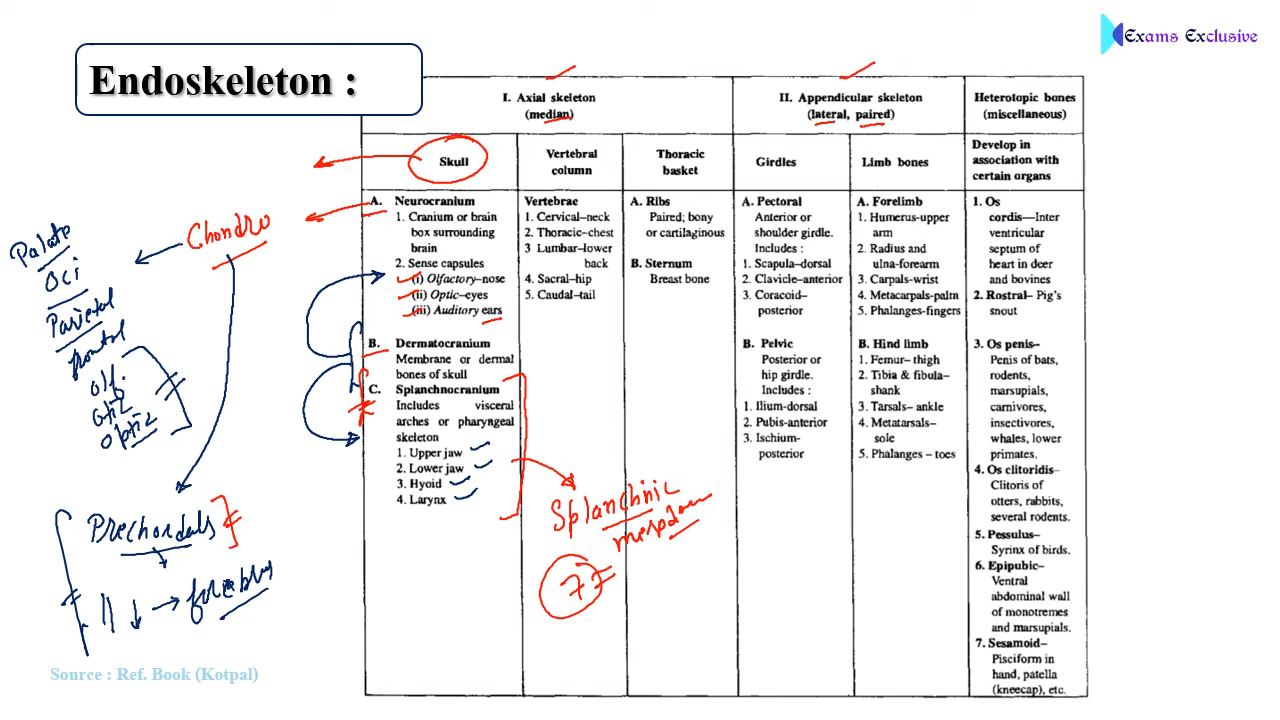 Exams Exclusive
Endoskeleton :
I. Axial skeleton
(median)
II. Appendicular skeleton
(lateral, paired)
Heterotopic bones
(miscellaneous)
Skull
Vertebral
column
Thoracic
basket
Girdles
Limb bones
Develop in
association with
certain organs
A. Neurocranium
1. Cranium or brain
box surrounding
brain
2. Sense capsules
(i) Olfactory–nose
(ii) Optic–eyes
(iii) Auditory ears
B. Dermatocranium
Membrane or dermal
bones of skull
C. Splanchnocranium
Includes visceral
arches or pharyngeal
skeleton
1. Upper jaw
2. Lower jaw
3. Hyoid
4. Larynx
Vertebrae
1. Cervical–neck
2. Thoracic–chest
3 Lumbar–lower
back
4. Sacral–hip
5. Caudal–tail
A. Ribs
Paired; bony
or cartilaginous
B. Sternum
Breast bone
A. Pectoral
Anterior or
shoulder girdle.
Includes :
1. Scapula–dorsal
2. Clavicle–anterior
3. Coracoid–
posterior
B. Pelvic
Posterior or
hip girdle.
Includes :
1. Ilium-dorsal
2. Pubis-anterior
3. Ischium-
posterior
A. Forelimb
1. Humerus-upper
arm
2. Radius and
ulna-forearm
3. Carpals-wrist
4. Metacarpals-palm
5. Phalanges-fingers
B. Hind limb
1. Femur– thigh
2. Tibia & fibula–
shank
3. Tarsals– ankle
4. Metatarsals–
sole
5. Phalanges – toes
1. Os
cordis–Inter
ventricular
septum of
heart in deer
and bovines
2. Rostral– Pig's
snout
3. Os penis–
Penis of bats,
rodents,
marsupials,
carnivores,
insectivores,
whales, lower
primates.
4. Os clitoridis–
Clitoris of
otters, rabbits,
several rodents.
5. Pessulus–
Syrinx of birds.
6. Epipubic–
Ventral
abdominal wall
of monotremes
and marsupials.
7. Sesamoid–
Pisciform in
hand, patella
(kneecap), etc.
Chondro
Palate
Oci
Parietal
frontal
olf.
otic
optic
Prechordals
Splanchnic
77
Source : Ref. Book (Kotpal)